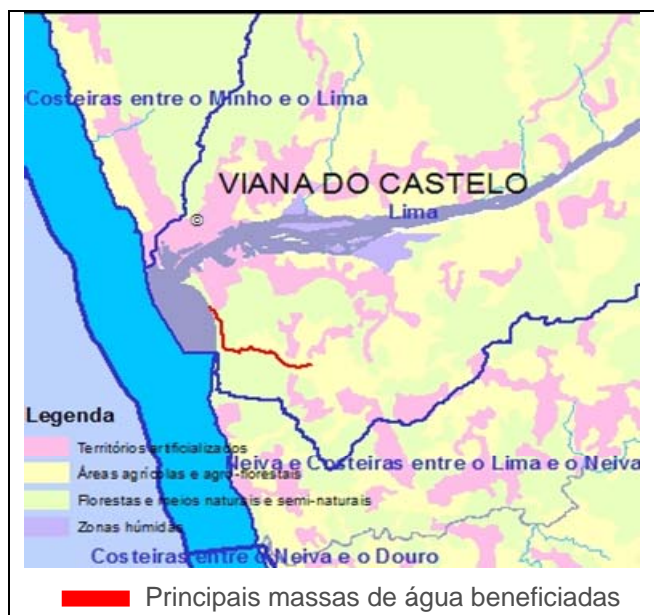 Costeiras entre o Minho e o Lima
VIANA DO CASTELO
Lima
Legenda
Territórios artificializados
Áreas agrícolas e agro-florestais
Florestas e meios naturais e semi-naturais
Zonas húmidas
Neiva e Costeiras entre o Lima e o Neiva
Costeiras entre o Neiva e o Douro
Principais massas de água beneficiadas